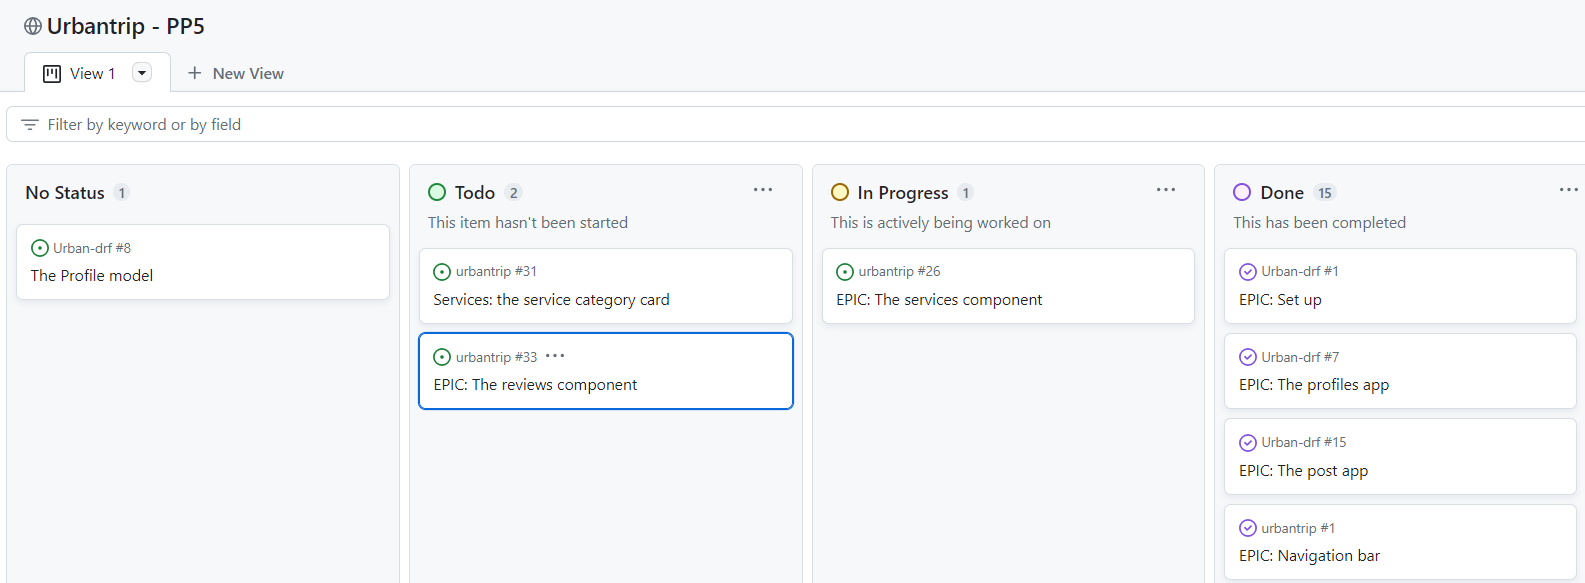 Urbantrip - PP5
View 1
New View
Filter by keyword or by field
No Status 1
Urban-drf #8
The Profile model
Todo 2
This item hasn't been started
urbantrip #31
Services: the service category card
urbantrip #33
EPIC: The reviews component
In Progress 1
This is actively being worked on
urbantrip #26
EPIC: The services component
Done 15
This has been completed
Urban-drf #1
EPIC: Set up
Urban-drf #7
EPIC: The profiles app
Urban-drf #15
EPIC: The post app
urbantrip #1
EPIC: Navigation bar